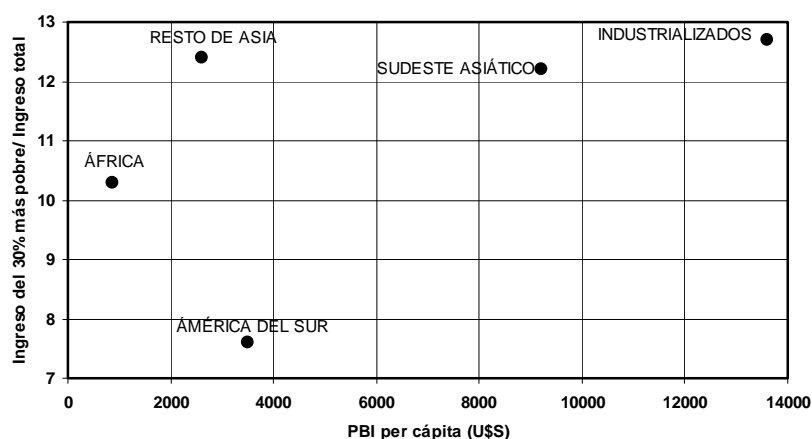 Ingreso del 30% más pobre/ Ingreso total
13
12
11
10
9
8
7
RESTO DE ASIA
INDUSTRIALIZADOS
SUDESTE ASIÁTICO
ÁFRICA
ÁMÉRICA DEL SUR
0 2000 4000 6000 8000 10000 12000 14000
PBI per cápita (U$S)